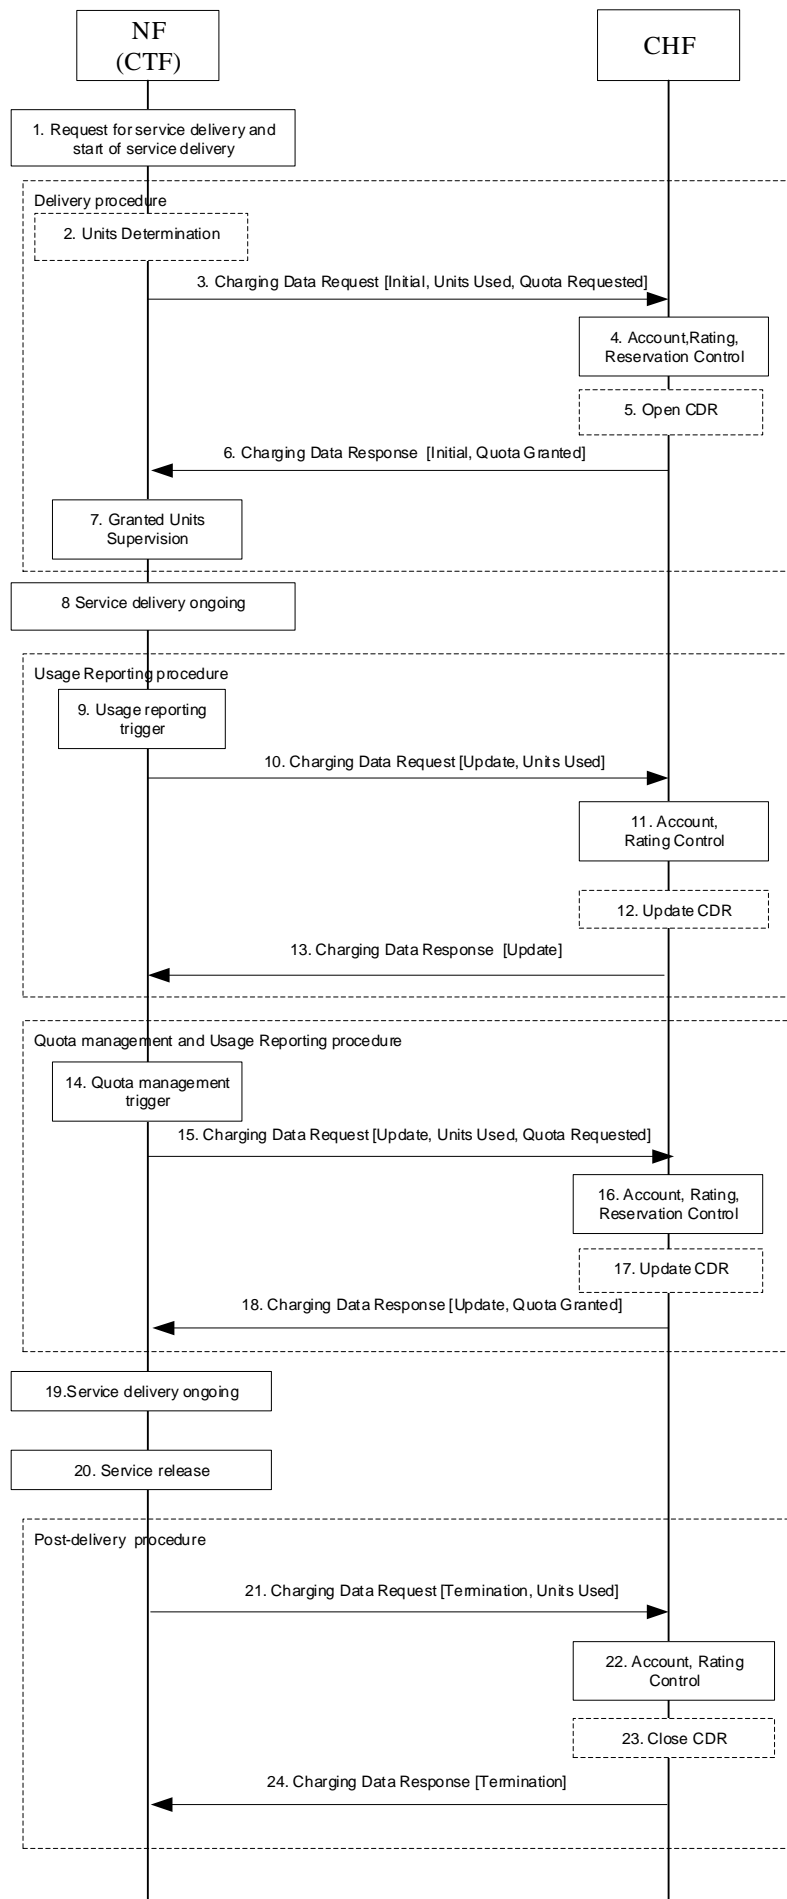 NF
(CTF)
CHF
1. Request for service delivery and
start of service delivery
Delivery procedure
2. Units Determination
3. Charging Data Request [Initial, Units Used, Quota Requested]
4. Account,Rating,
Reservation Control
5. Open CDR
6. Charging Data Response [Initial, Quota Granted]
7. Granted Units
Supervision
8 Service delivery ongoing
Usage Reporting procedure
9. Usage reporting
trigger
10. Charging Data Request [Update, Units Used]
11. Account,
Rating Control
12. Update CDR
13. Charging Data Response [Update]
Quota management and Usage Reporting procedure
14. Quota management
trigger
15. Charging Data Request [Update, Units Used, Quota Requested]
16. Account, Rating,
Reservation Control
17. Update CDR
18. Charging Data Response [Update, Quota Granted]
19.Service delivery ongoing
20. Service release
Post-delivery procedure
21. Charging Data Request [Termination, Units Used]
22. Account, Rating
Control
23. Close CDR
24. Charging Data Response [Termination]